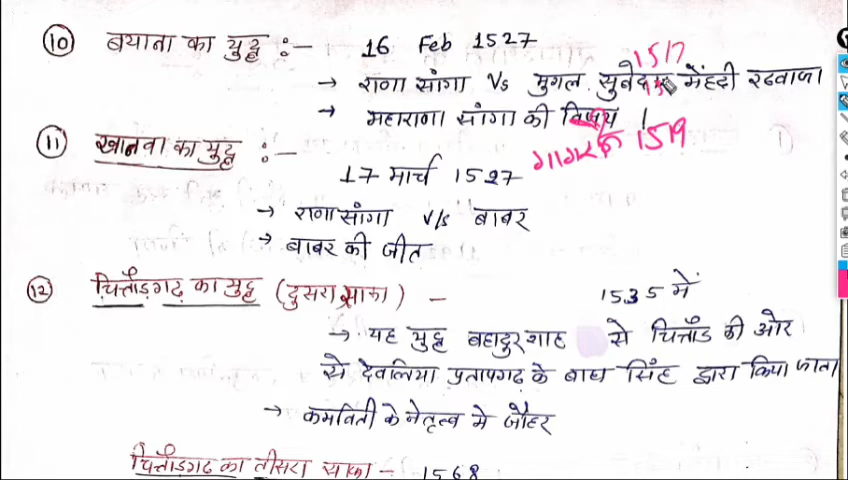 ⑩ बयाना का युद्ध :- 16 Feb 1527
1517
→ राणा सांगा Vs मुगल सुबेदार मेंहदी ख्वाजा
→ महाराणा सांगा की विजय ।
गागरोन 1519
⑪ खानवा का युद्ध :-
17 मार्च 1527
→ राणा सांगा v/s बाबर
→ बाबर की जीत
⑫ चित्तौड़गढ़ का युद्ध (दुसरा साका) - 1535 में
→ यह युद्ध बहादुरशाह से चित्तौड़ की ओर
से देवलिया प्रतापगढ़ के बाघ सिंह द्वारा किया जाता
→ कर्मावती के नेतृत्व मे जौहर
चित्तौड़गढ़ का तीसरा साका - 1568